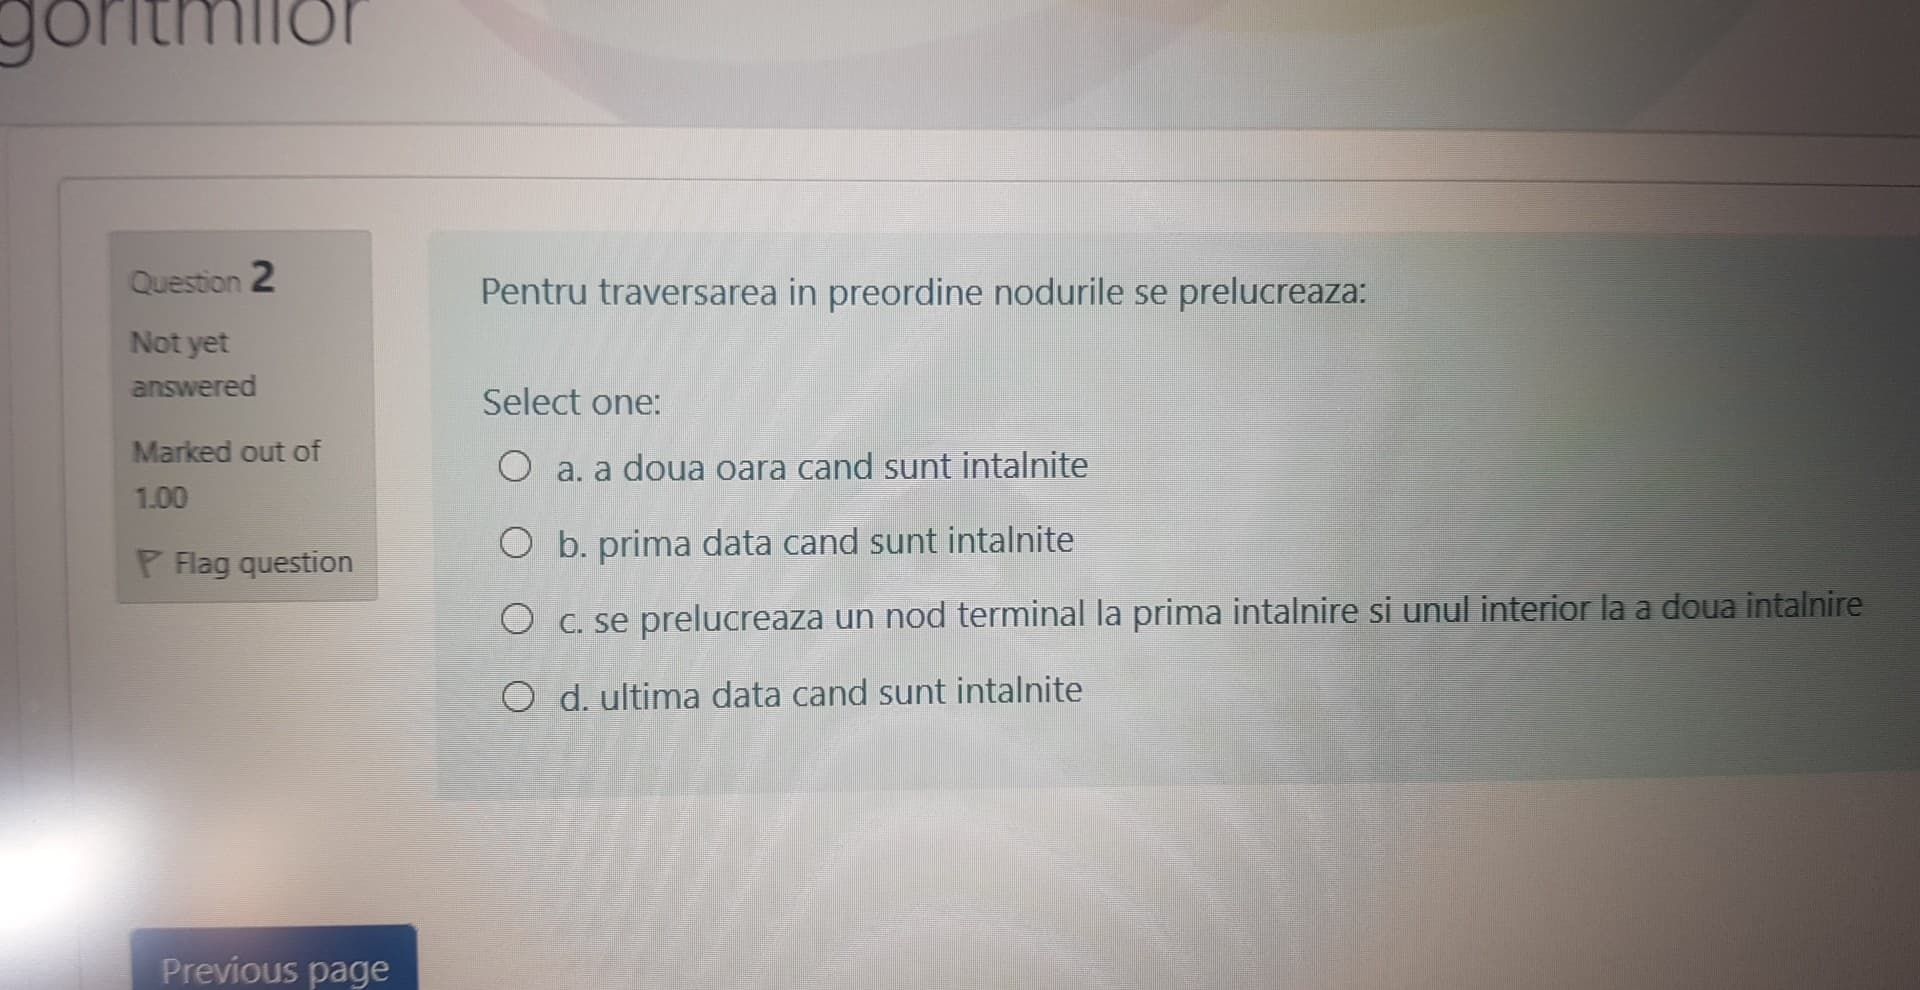 goritmilor
Question 2
Not yet
answered
Marked out of
1.00
Flag question
Pentru traversarea in preordine nodurile se prelucreaza:
Select one:
a. a doua oara cand sunt intalnite
b. prima data cand sunt intalnite
c. se prelucreaza un nod terminal la prima intalnire si unul interior la a doua intalnire
d. ultima data cand sunt intalnite
Previous page